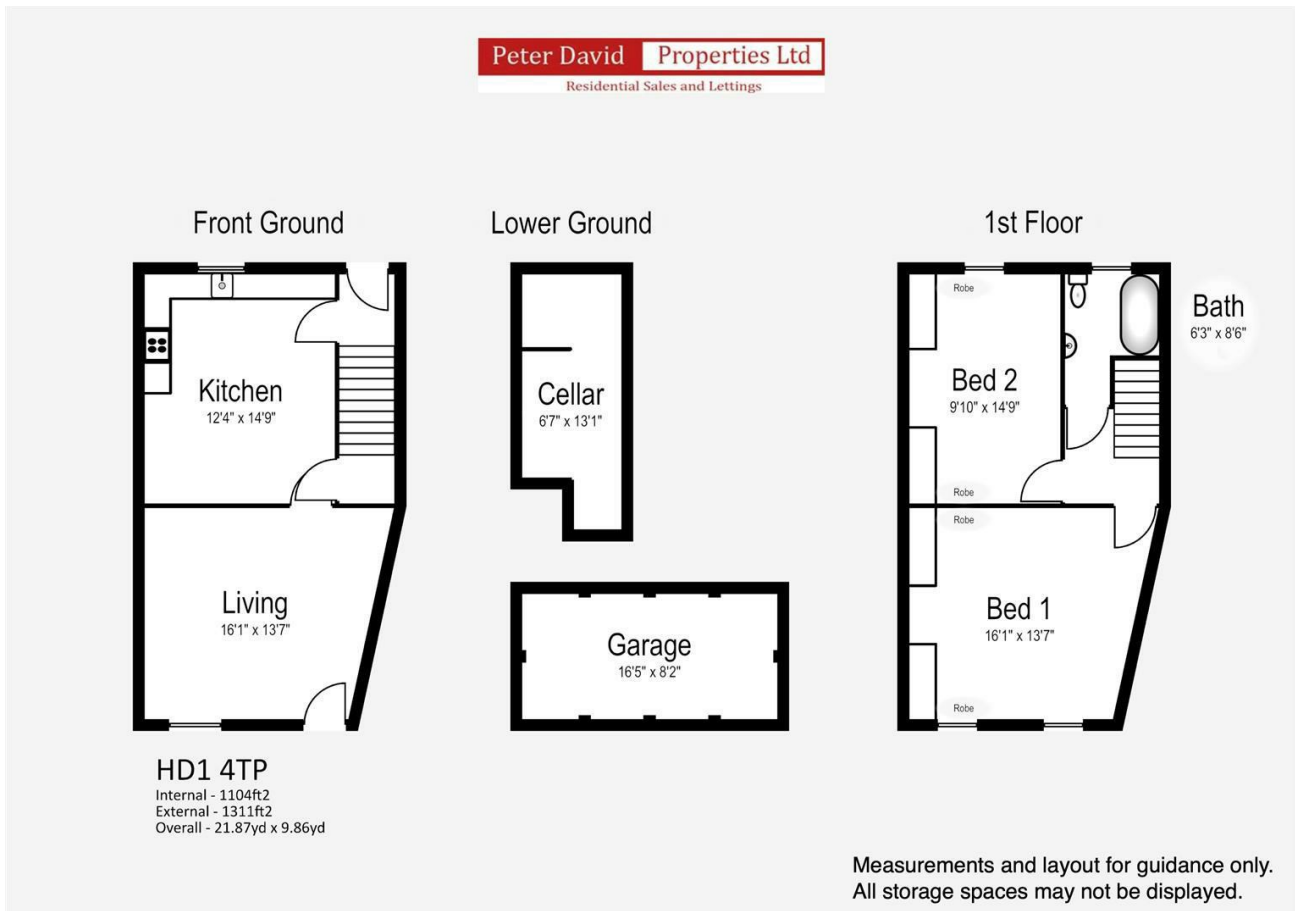 Peter David Properties Ltd
Residential Sales and Lettings
Front Ground
Lower Ground
1st Floor
Kitchen
12'4" x 14'9"
Living
16'1" x 13'7"
Cellar
6'7" x 13'1"
Garage
16'5" x 8'2"
Robe
Bed 2
9'10" x 14'9"
Robe
Robe
Bed 1
16'1" x 13'7"
Robe
Bath
6'3" x 8'6"
HD1 4TP
Internal - 1104ft2
External - 1311ft2
Overall - 21.87yd x 9.86yd
Measurements and layout for guidance only.
All storage spaces may not be displayed.